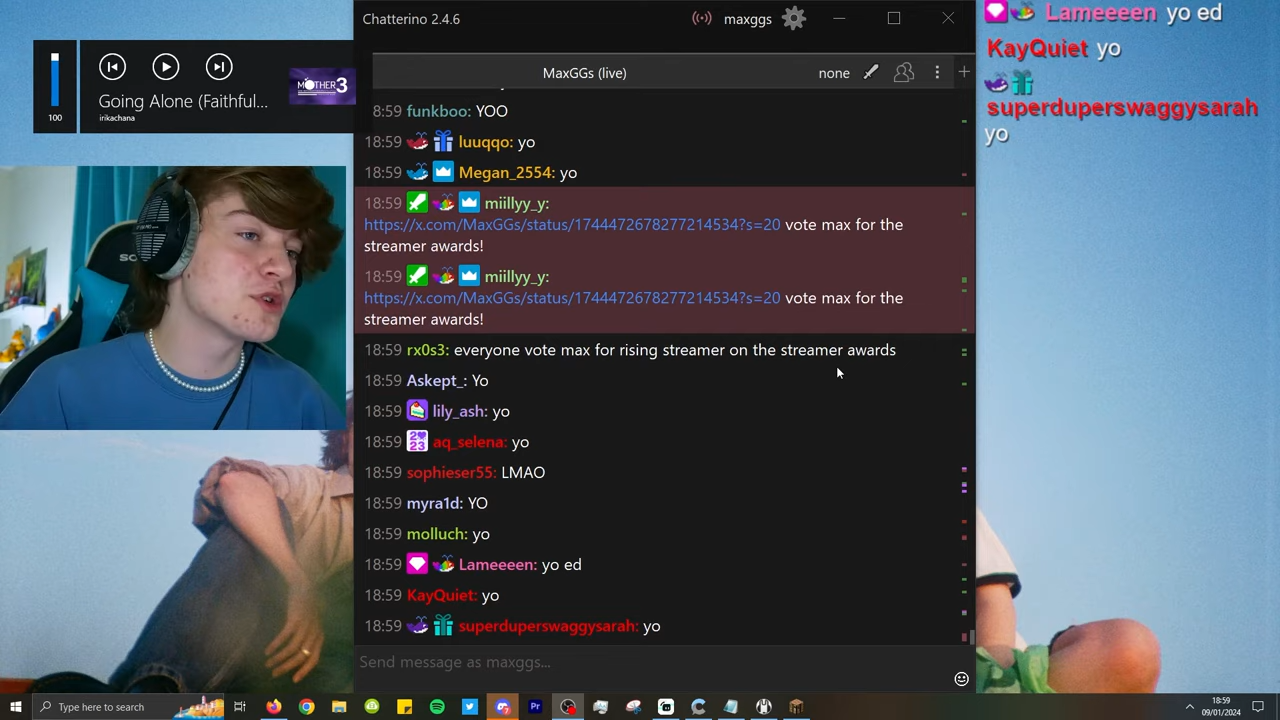 Chatterino 2.4.6
maxggs
MaxGGs (live)
none
100
Going Alone (Faithful...
irikachana
MOTHER3
8:59 funkboo: YOO
18:59 luuqqo: yo
18:59 Megan_2554: yo
18:59 miillyy_y:
https://x.com/MaxGGs/status/1744472678277214534?s=20 vote max for the
streamer awards!
18:59 miillyy_y:
https://x.com/MaxGGs/status/1744472678277214534?s=20 vote max for the
streamer awards!
18:59 rx0s3: everyone vote max for rising streamer on the streamer awards
18:59 Askept_: Yo
18:59 lily_ash: yo
18:59 2023 aq_selena: yo
18:59 sophieser55: LMAO
18:59 myra1d: YO
18:59 molluch: yo
18:59 Lameeeen: yo ed
18:59 KayQuiet: yo
18:59 superduperswaggysarah: yo
Send message as maxggs...
Lameeeen yo ed
KayQuiet yo
superduperswaggysarah
yo
Type here to search
Pr
18:59
09/01/2024